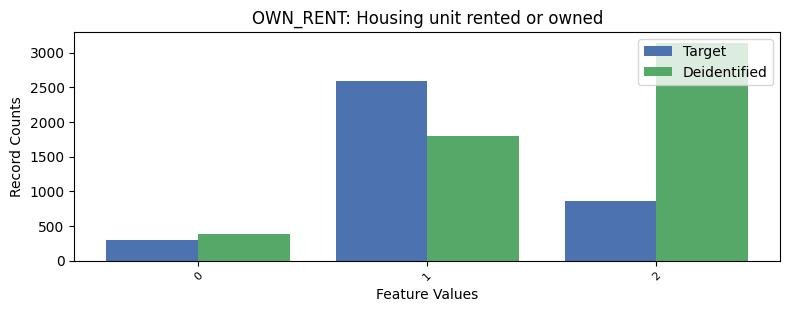 OWN_RENT: Housing unit rented or owned
Target
Deidentified
Record Counts
3000
2500
2000
1500
1000
500
0
0
1
2
Feature Values